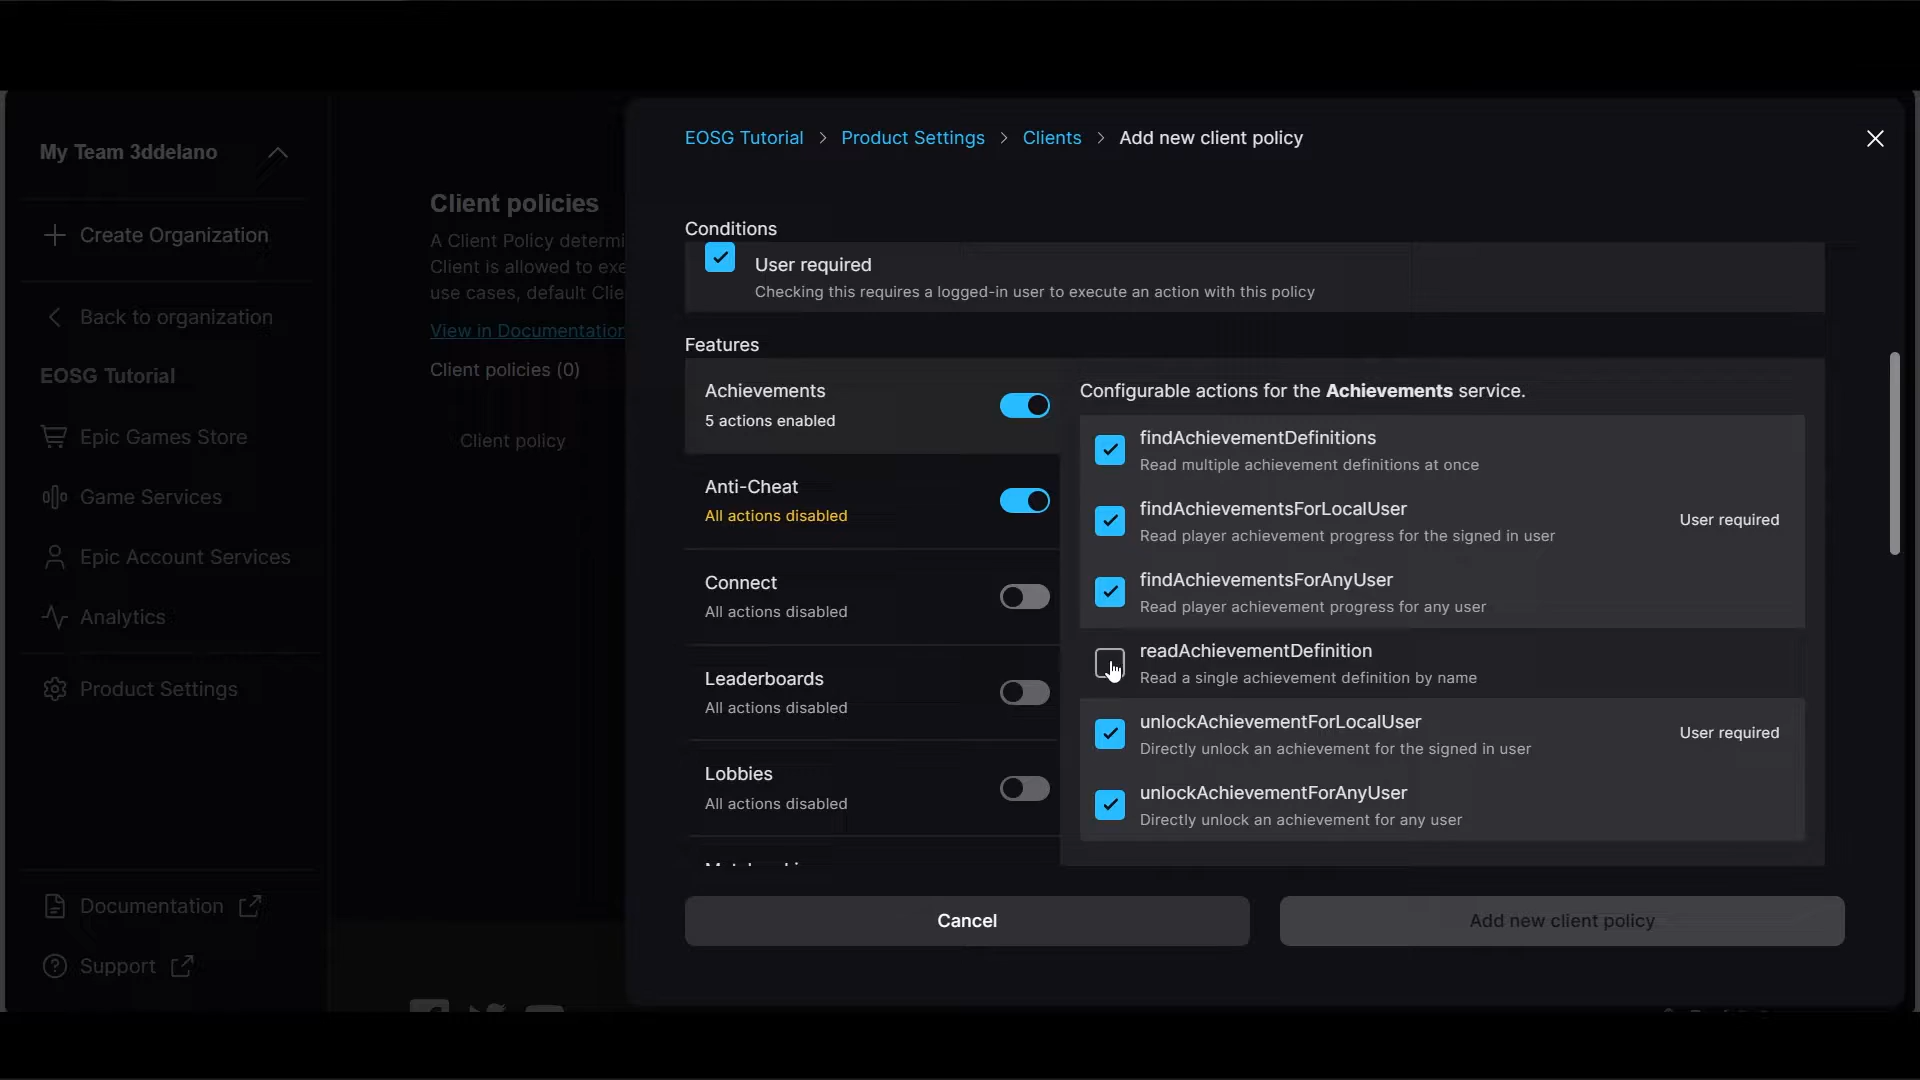 My Team 3ddelano
Create Organization
Back to organization
EOSG Tutorial
Epic Games Store
Game Services
Epic Account Services
Analytics
Product Settings
Documentation
Support
Client policies
A Client Policy determi
Client is allowed to exe
use cases, default Clie
View in Documentation
Client policies (0)
Client policy
EOSG Tutorial > Product Settings > Clients > Add new client policy
Conditions
User required
Checking this requires a logged-in user to execute an action with this policy
Features
Achievements
5 actions enabled
Anti-Cheat
All actions disabled
Connect
All actions disabled
Leaderboards
All actions disabled
Lobbies
All actions disabled
Configurable actions for the Achievements service.
findAchievementDefinitions
Read multiple achievement definitions at once
findAchievementsForLocalUser
Read player achievement progress for the signed in user
User required
findAchievementsForAnyUser
Read player achievement progress for any user
readAchievementDefinition
Read a single achievement definition by name
unlockAchievementForLocalUser
Directly unlock an achievement for the signed in user
User required
unlockAchievementForAnyUser
Directly unlock an achievement for any user
Cancel
Add new client policy